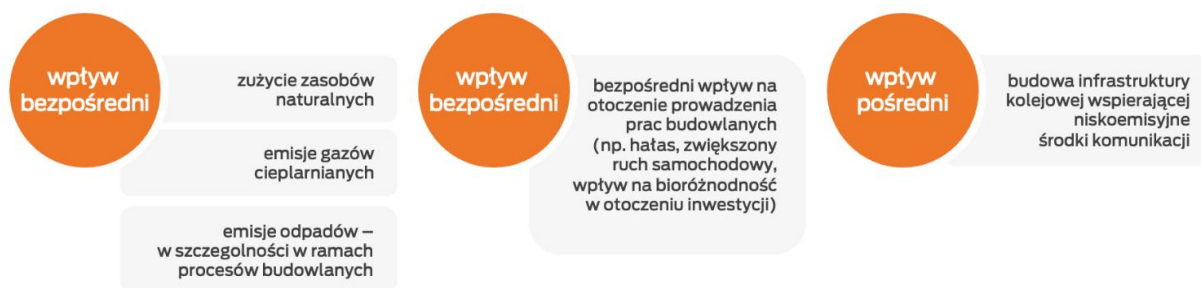 wpływ
bezpośredni
zużycie zasobów
naturalnych
emisje gazów
cieplarnianych
emisje odpadów –
w szczegolności w ramach
procesów budowlanych
wpływ
bezpośredni
bezpośredni wpływ na
otoczenie prowadzenia
prac budowlanych
(np. hałas, zwiększony
ruch samochodowy,
wpływ na bioróżnodność
w otoczeniu inwestycji)
wpływ
pośredni
budowa infrastruktury
kolejowej wspierającej
niskoemisyjne
środki komunikacji